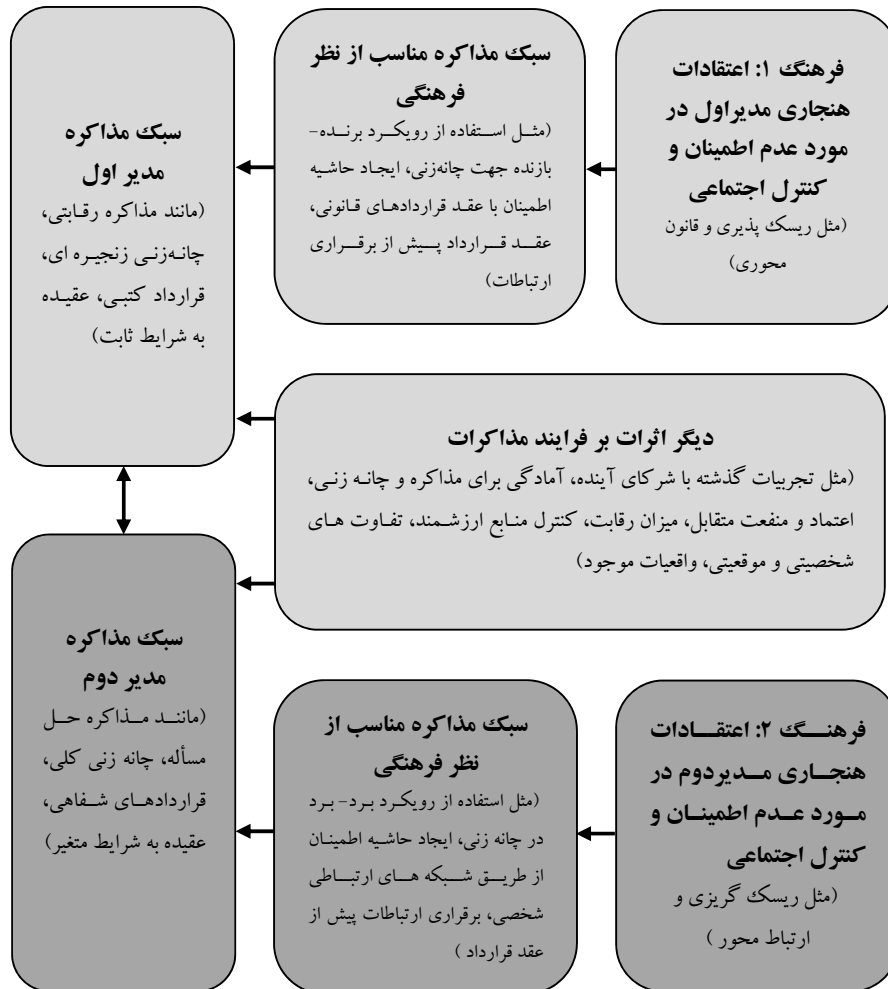 فرهنگ ۱: اعتقادات
هنجاری مدیراول در
مورد عدم اطمینان و
کنترل اجتماعی
(مثل ریسک پذیری و قانون
محوری)
سبک مذاکره مناسب از نظر
فرهنگی
(مثل استفاده از رویکرد برنده-
بازنده جهت چانه‌زنی، ایجاد حاشیه
اطمینان با عقد قراردادهای قانونی،
عقد قرارداد پیش از برقراری
ارتباطات)
سبک مذاکره
مدیر اول
(مانند مذاکره رقابتی،
چانه‌زنی زنجیره ای،
قرارداد کتبی، عقیده
به شرایط ثابت)
دیگر اثرات بر فرایند مذاکرات
(مثل تجربیات گذشته با شرکای آینده، آمادگی برای مذاکره و چانه زنی،
اعتماد و منفعت متقابل، میزان رقابت، کنترل منابع ارزشمند، تفاوت های
شخصیتی و موقعیتی، واقعیات موجود)
فرهنگ ۲: اعتقادات
هنجاری مدیردوم در
مورد عدم اطمینان و
کنترل اجتماعی
(مثل ریسک گریزی و
ارتباط محور )
سبک مذاکره مناسب از
نظر فرهنگی
(مثل استفاده از رویکرد برد- برد
در چانه زنی، ایجاد حاشیه اطمینان
از طریق شبکه های ارتباطی
شخصی، برقراری ارتباطات پیش از
عقد قرارداد )
سبک مذاکره
مدیر دوم
(مانند مذاکره حل
مسأله، چانه زنی کلی،
قراردادهای شفاهی،
عقیده به شرایط متغیر)